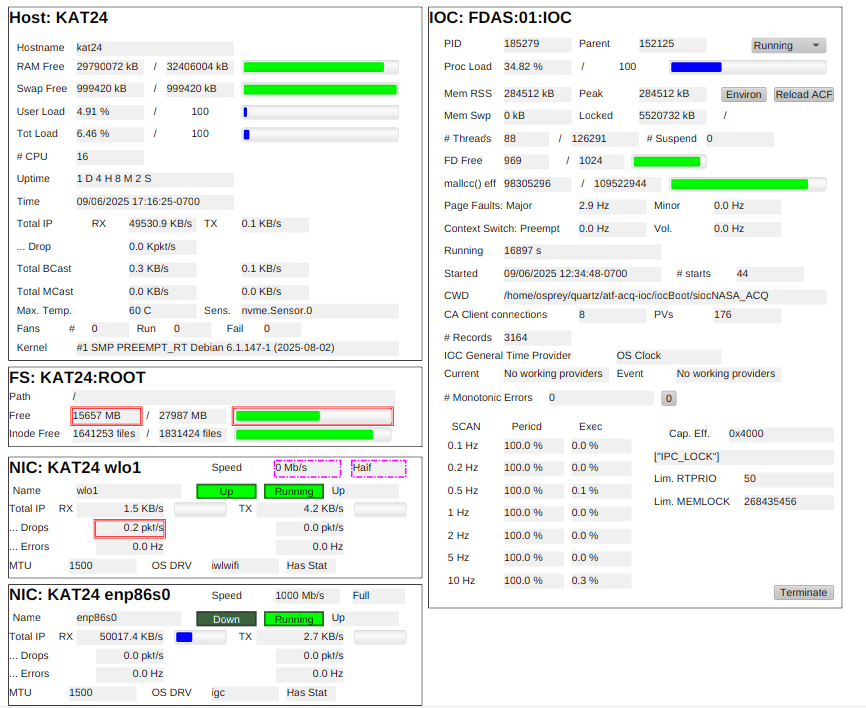 Host: KAT24
Hostname kat24
RAM Free 29790072 kB / 32406004 kB
Swap Free 999420 kB / 999420 kB
User Load 4.91 % / 100
Tot Load 6.46 % / 100
# CPU 16
Uptime 1 D 4 H 8 M 2 S
Time 09/06/2025 17:16:25-0700
Total IP RX 49530.9 KB/s TX 0.1 KB/s
... Drop 0.0 Kpkt/s
Total BCast 0.3 KB/s 0.1 KB/s
Total MCast 0.0 KB/s 0.0 KB/s
Max. Temp. 60 C Sens. nvme.Sensor.0
Fans # 0 Run 0 Fail 0
Kernel #1 SMP PREEMPT_RT Debian 6.1.147-1 (2025-08-02)
FS: KAT24:ROOT
Path /
Free 15657 MB / 27987 MB
Inode Free 1641253 files / 1831424 files
NIC: KAT24 wlo1 Speed 0 Mb/s Half
Name wlo1 Up Running Up
Total IP RX 1.5 KB/s TX 4.2 KB/s
... Drops 0.2 pkt/s 0.0 pkt/s
... Errors 0.0 Hz 0.0 Hz
MTU 1500 OS DRV iwlwifi Has Stat
NIC: KAT24 enp86s0 Speed 1000 Mb/s Full
Name enp86s0 Down Running Up
Total IP RX 50017.4 KB/s TX 2.7 KB/s
... Drops 0.0 pkt/s 0.0 pkt/s
... Errors 0.0 Hz 0.0 Hz
MTU 1500 OS DRV igc Has Stat
IOC: FDAS:01:IOC
PID 185279 Parent 152125 Running
Proc Load 34.82 % / 100
Mem RSS 284512 kB Peak 284512 kB Environ Reload ACF
Mem Swp 0 kB Locked 5520732 kB /
# Threads 88 / 126291 # Suspend 0
FD Free 969 / 1024
mallcc() eff 98305296 / 109522944
Page Faults: Major 2.9 Hz Minor 0.0 Hz
Context Switch: Preempt 0.0 Hz Vol. 0.0 Hz
Running 16897 s
Started 09/06/2025 12:34:48-0700 # starts 44
CWD /home/osprey/quartz/atf-acq-ioc/iocBoot/siocNASA_ACQ
CA Client connections 8 PVs 176
# Records 3164
IOC General Time Provider OS Clock
Current No working providers Event No working providers
# Monotonic Errors 0 0
SCAN Period Exec
0.1 Hz 100.0 % 0.0 %
0.2 Hz 100.0 % 0.0 %
0.5 Hz 100.0 % 0.1 %
1 Hz 100.0 % 0.0 %
2 Hz 100.0 % 0.0 %
5 Hz 100.0 % 0.0 %
10 Hz 100.0 % 0.3 %
Cap. Eff. 0x4000
["IPC_LOCK"]
Lim. RTPRIO 50
Lim. MEMLOCK 268435456
Terminate